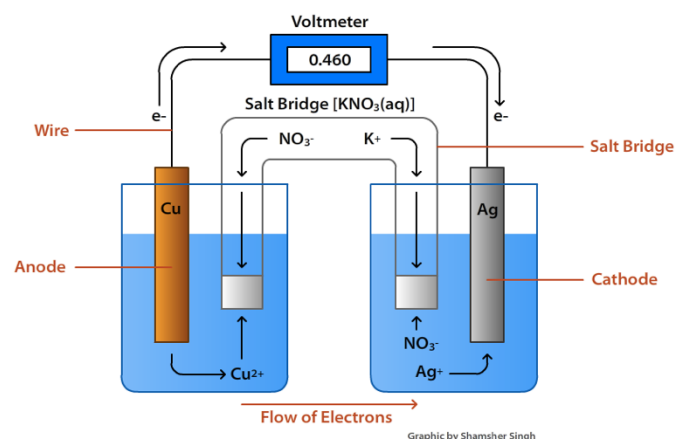 Voltmeter
0.460
e-
e-
Salt Bridge [KNO₃(aq)]
Wire
NO₃-
K+
Salt Bridge
Cu
Ag
Anode
Cathode
NO₃-
Cu²⁺
Ag⁺
Flow of Electrons
Graphic by Shamsher Singh